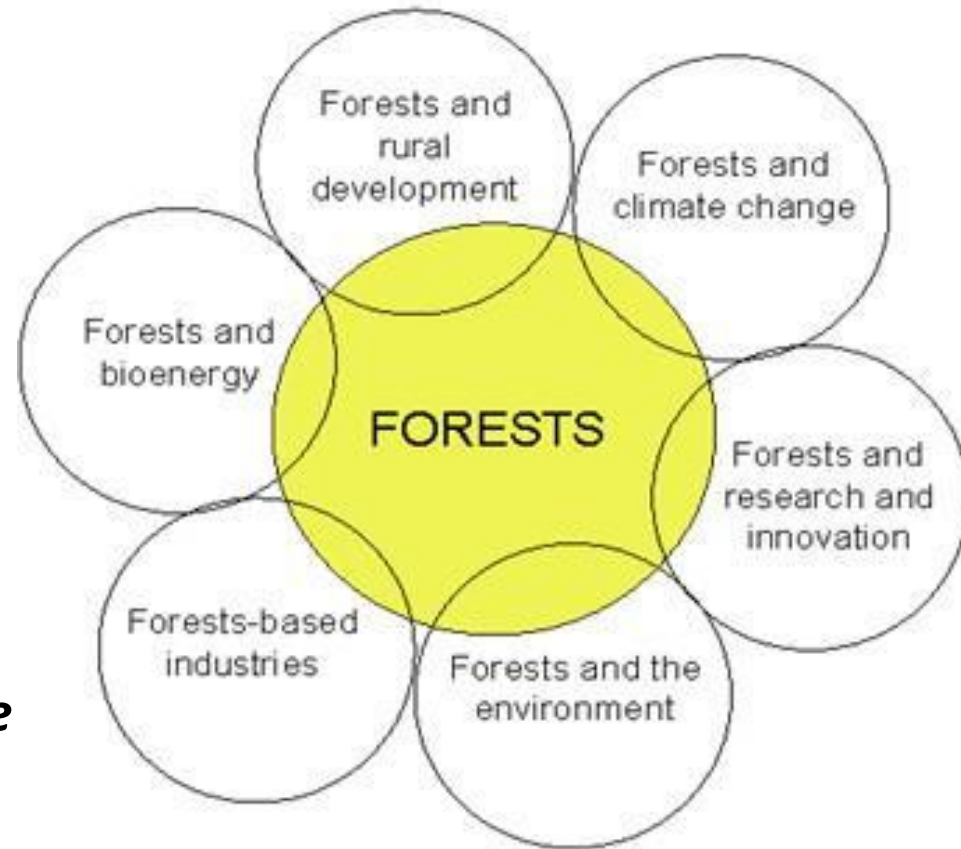 Forests and
rural
development
Forests and
climate change
Forests and
bioenergy
FORESTS
Forests and
research and
innovation
Forests-based
industries
Forests and the
environment
e